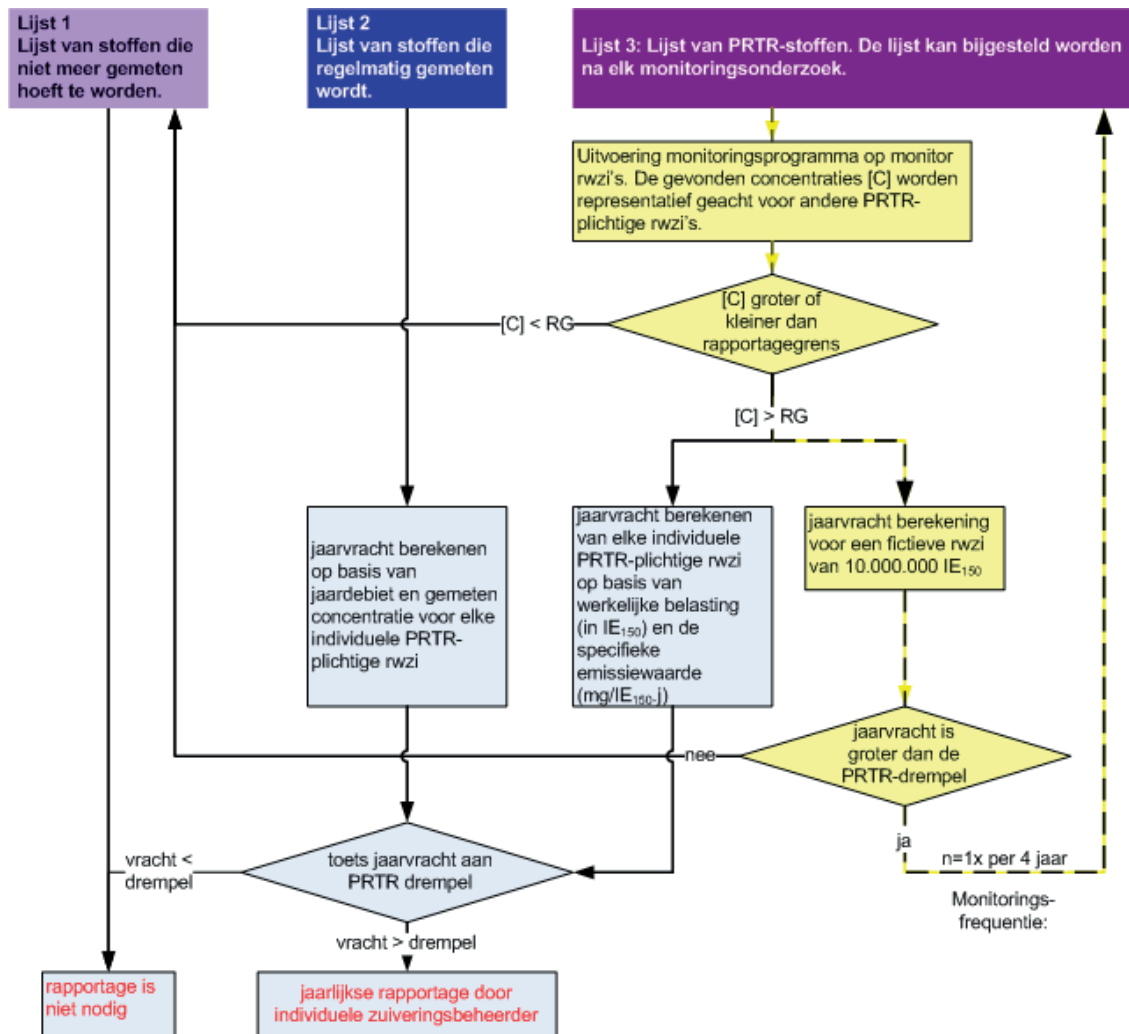 Lijst 1
Lijst van stoffen die
niet meer gemeten
hoeft te worden.
Lijst 2
Lijst van stoffen die
regelmatig gemeten
wordt.
Lijst 3: Lijst van PRTR-stoffen. De lijst kan bijgesteld worden
na elk monitoringsonderzoek.
Uitvoering monitoringsprogramma op monitor
rwzi's. De gevonden concentraties [C] worden
representatief geacht voor andere PRTR-
plichtige rwzi's.
[C] groter of
kleiner dan
rapportagegrens
[C] < RG
[C] > RG
jaarvracht berekenen
op basis van
jaardebiet en gemeten
concentratie voor elke
individuele PRTR-
plichtige rwzi
jaarvracht berekenen
van elke individuele
PRTR-plichtige rwzi
op basis van
werkelijke belasting
(in IE₁₅₀) en de
specifieke
emissiewaarde
(mg/IE₁₅₀-j)
jaarvracht berekening
voor een fictieve rwzi
van 10.000.000 IE₁₅₀
jaarvracht is
groter dan de
PRTR-drempel
nee
ja
n=1x per 4 jaar
Monitorings-
frequentie:
toets jaarvracht aan
PRTR drempel
vracht <
drempel
vracht > drempel
rapportage is
niet nodig
jaarlijkse rapportage door
individuele zuiveringsbeheerder